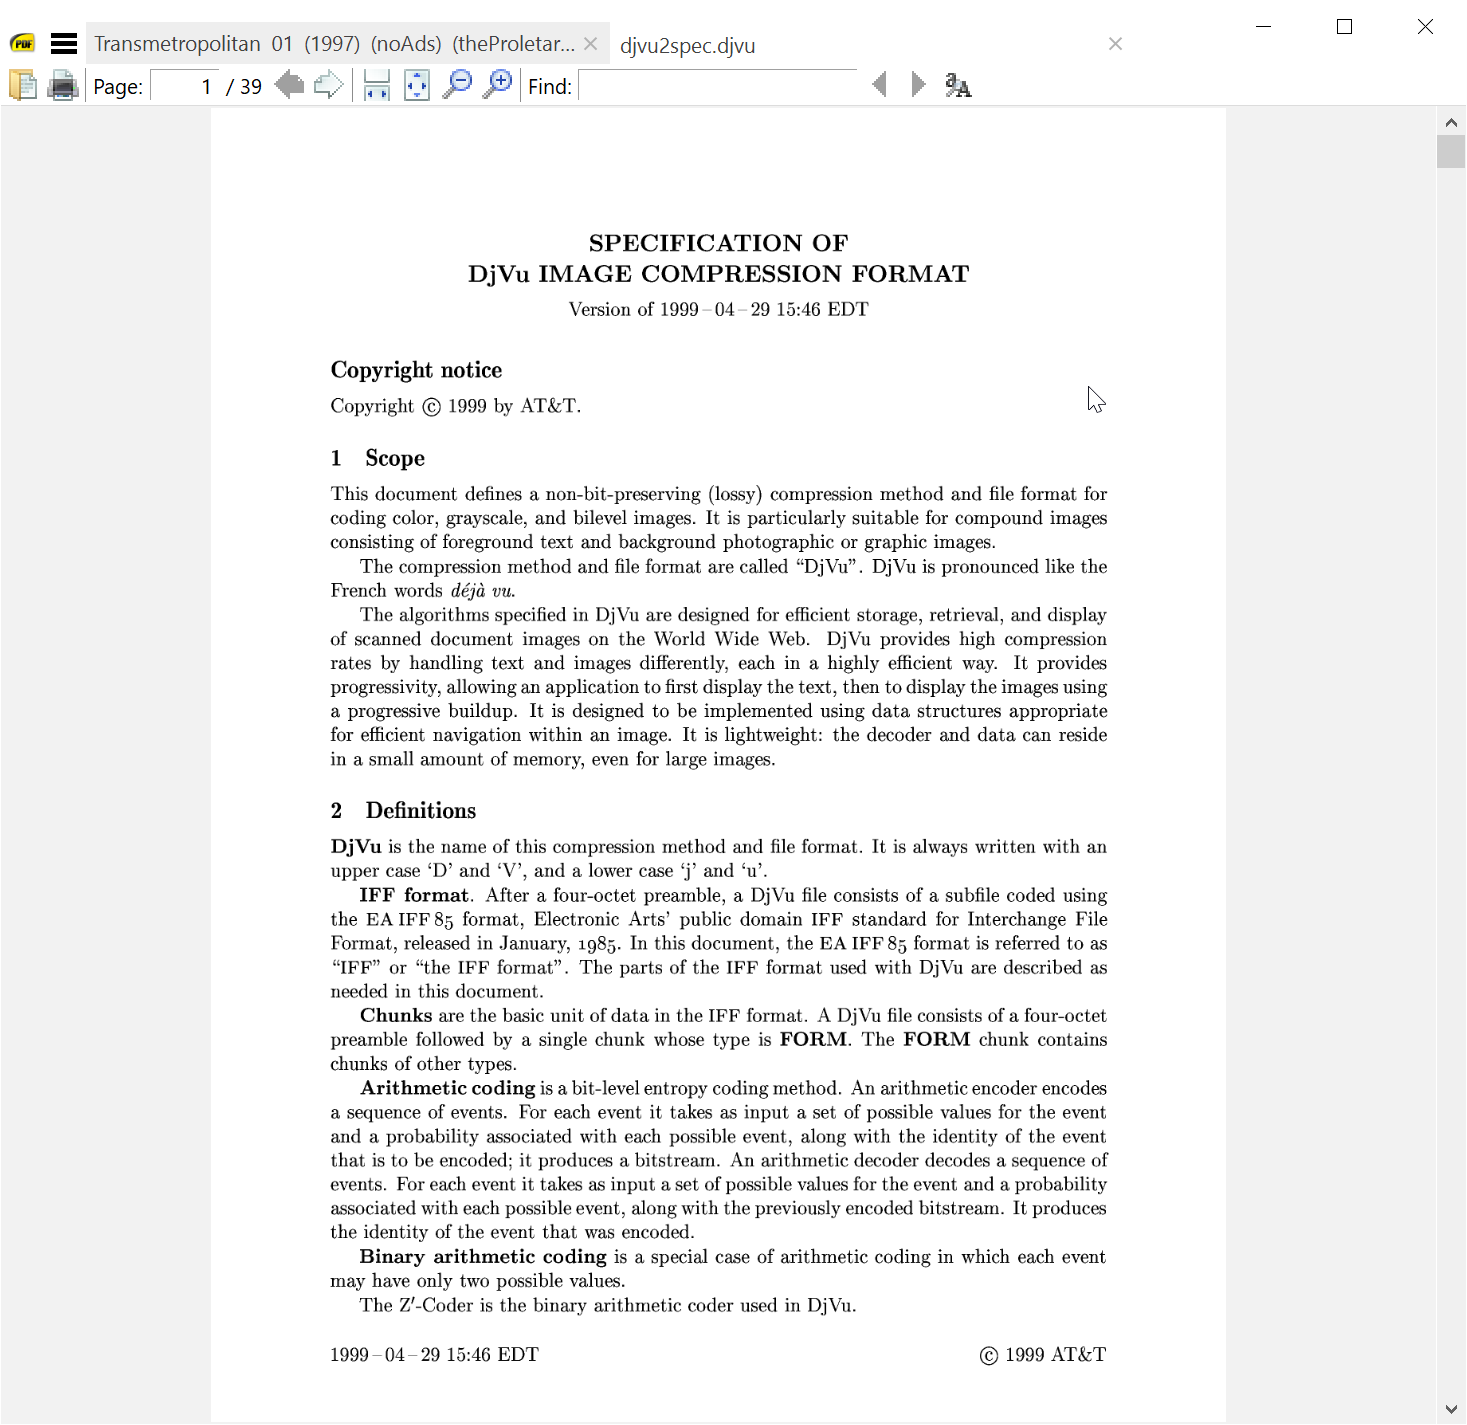 PDF
Transmetropolitan 01 (1997) (noAds) (theProletar...
djvu2spec.djvu
Page: 1 / 39
Find:
SPECIFICATION OF
DjVu IMAGE COMPRESSION FORMAT
Version of 1999–04–29 15:46 EDT
Copyright notice
Copyright © 1999 by AT&T.
1 Scope
This document defines a non-bit-preserving (lossy) compression method and file format for
coding color, grayscale, and bilevel images. It is particularly suitable for compound images
consisting of foreground text and background photographic or graphic images.
The compression method and file format are called “DjVu”. DjVu is pronounced like the
French words déjà vu.
The algorithms specified in DjVu are designed for efficient storage, retrieval, and display
of scanned document images on the World Wide Web. DjVu provides high compression
rates by handling text and images differently, each in a highly efficient way. It provides
progressivity, allowing an application to first display the text, then to display the images using
a progressive buildup. It is designed to be implemented using data structures appropriate
for efficient navigation within an image. It is lightweight: the decoder and data can reside
in a small amount of memory, even for large images.
2 Definitions
DjVu is the name of this compression method and file format. It is always written with an
upper case ‘D’ and ‘V’, and a lower case ‘j’ and ‘u’.
IFF format. After a four-octet preamble, a DjVu file consists of a subfile coded using
the EA IFF 85 format, Electronic Arts’ public domain IFF standard for Interchange File
Format, released in January, 1985. In this document, the EA IFF 85 format is referred to as
“IFF” or “the IFF format”. The parts of the IFF format used with DjVu are described as
needed in this document.
Chunks are the basic unit of data in the IFF format. A DjVu file consists of a four-octet
preamble followed by a single chunk whose type is FORM. The FORM chunk contains
chunks of other types.
Arithmetic coding is a bit-level entropy coding method. An arithmetic encoder encodes
a sequence of events. For each event it takes as input a set of possible values for the event
and a probability associated with each possible event, along with the identity of the event
that is to be encoded; it produces a bitstream. An arithmetic decoder decodes a sequence of
events. For each event it takes as input a set of possible values for the event and a probability
associated with each possible event, along with the previously encoded bitstream. It produces
the identity of the event that was encoded.
Binary arithmetic coding is a special case of arithmetic coding in which each event
may have only two possible values.
The Z′-Coder is the binary arithmetic coder used in DjVu.
1999–04–29 15:46 EDT
© 1999 AT&T